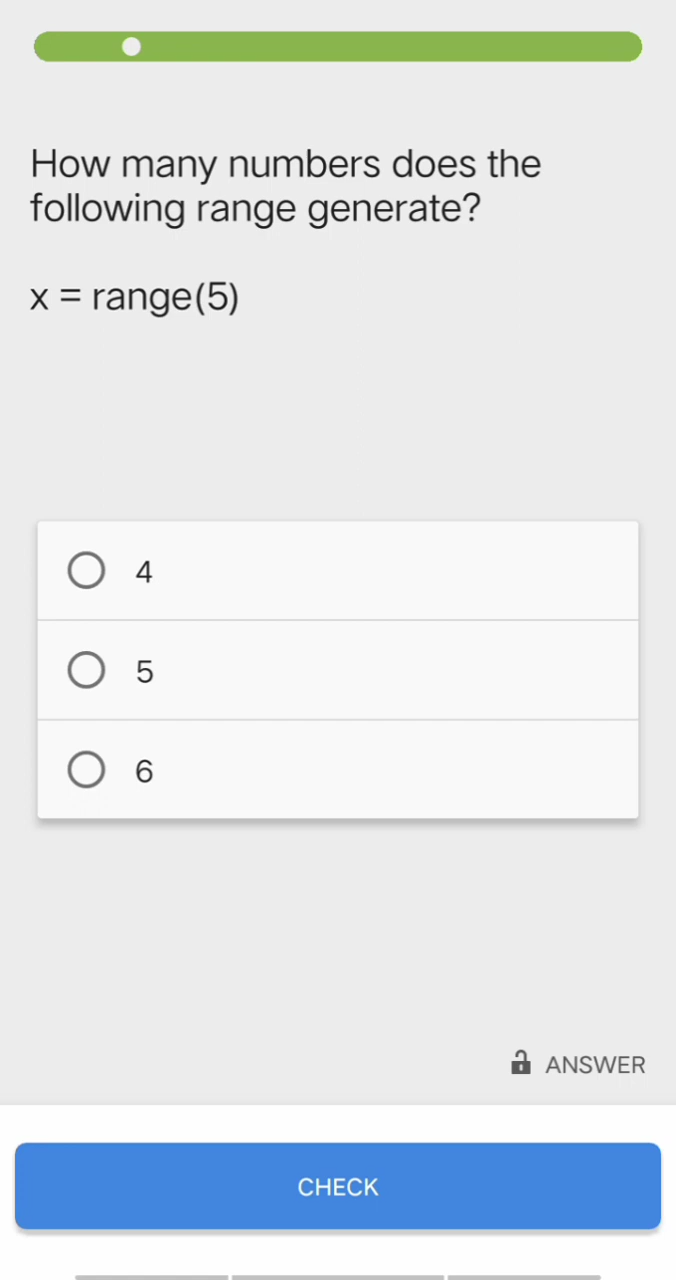 How many numbers does the
following range generate?
x = range(5)
4
5
6
ANSWER
CHECK